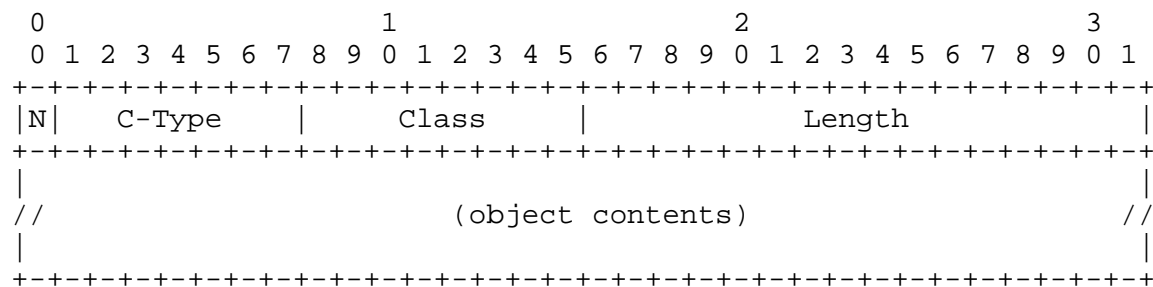 0                   1                   2                   3
 0 1 2 3 4 5 6 7 8 9 0 1 2 3 4 5 6 7 8 9 0 1 2 3 4 5 6 7 8 9 0 1
+-+-+-+-+-+-+-+-+-+-+-+-+-+-+-+-+-+-+-+-+-+-+-+-+-+-+-+-+-+-+-+-+
|N|   C-Type    |     Class     |            Length             |
+-+-+-+-+-+-+-+-+-+-+-+-+-+-+-+-+-+-+-+-+-+-+-+-+-+-+-+-+-+-+-+-+
|                                                               |
//                       (object contents)                     //
|                                                               |
+-+-+-+-+-+-+-+-+-+-+-+-+-+-+-+-+-+-+-+-+-+-+-+-+-+-+-+-+-+-+-+-+